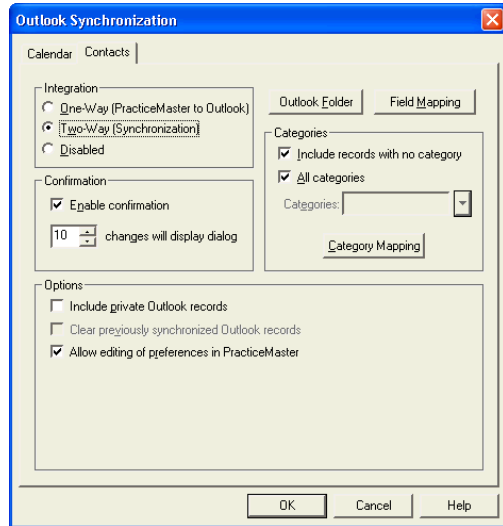 Outlook Synchronization
Calendar Contacts
Integration
One-Way (PracticeMaster to Outlook)
Two-Way (Synchronization)
Disabled
Outlook Folder Field Mapping
Categories
Include records with no category
All categories
Categories:
Category Mapping
Confirmation
Enable confirmation
10 changes will display dialog
Options
Include private Outlook records
Clear previously synchronized Outlook records
Allow editing of preferences in PracticeMaster
OK Cancel Help